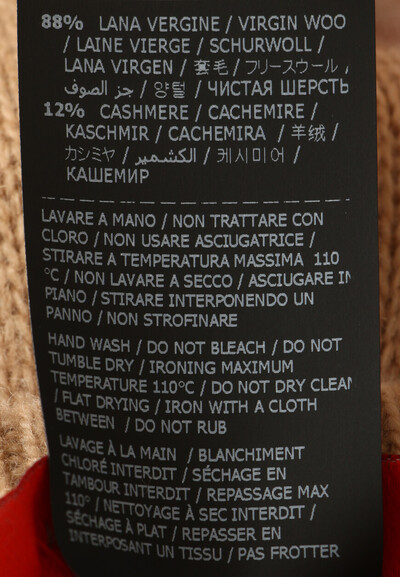 88% LANA VERGINE / VIRGIN WOO
/ LAINE VIERGE / SCHURWOLL /
LANA VIRGEN / 套毛 / フリースウール /
جز الصوف / 양털 / ЧИСТАЯ ШЕРСТЬ
12% CASHMERE / CACHEMIRE /
KASCHMIR / CACHEMIRA / 羊绒 /
カシミヤ / الكشمير / 케시미어 /
КАШЕМИР
LAVARE A MANO / NON TRATTARE CON
CLORO / NON USARE ASCIUGATRICE /
STIRARE A TEMPERATURA MASSIMA 110
°C / NON LAVARE A SECCO / ASCIUGARE IN
PIANO / STIRARE INTERPONENDO UN
PANNO / NON STROFINARE
HAND WASH / DO NOT BLEACH / DO NOT
TUMBLE DRY / IRONING MAXIMUM
TEMPERATURE 110°C / DO NOT DRY CLEAN
/ FLAT DRYING / IRON WITH A CLOTH
BETWEEN / DO NOT RUB
LAVAGE À LA MAIN / BLANCHIMENT
CHLORÉ INTERDIT / SÉCHAGE EN
TAMBOUR INTERDIT / REPASSAGE MAX
110° / NETTOYAGE À SEC INTERDIT /
SÉCHAGE À PLAT / REPASSER EN
INTERPOSANT UN TISSU / PAS FROTTER